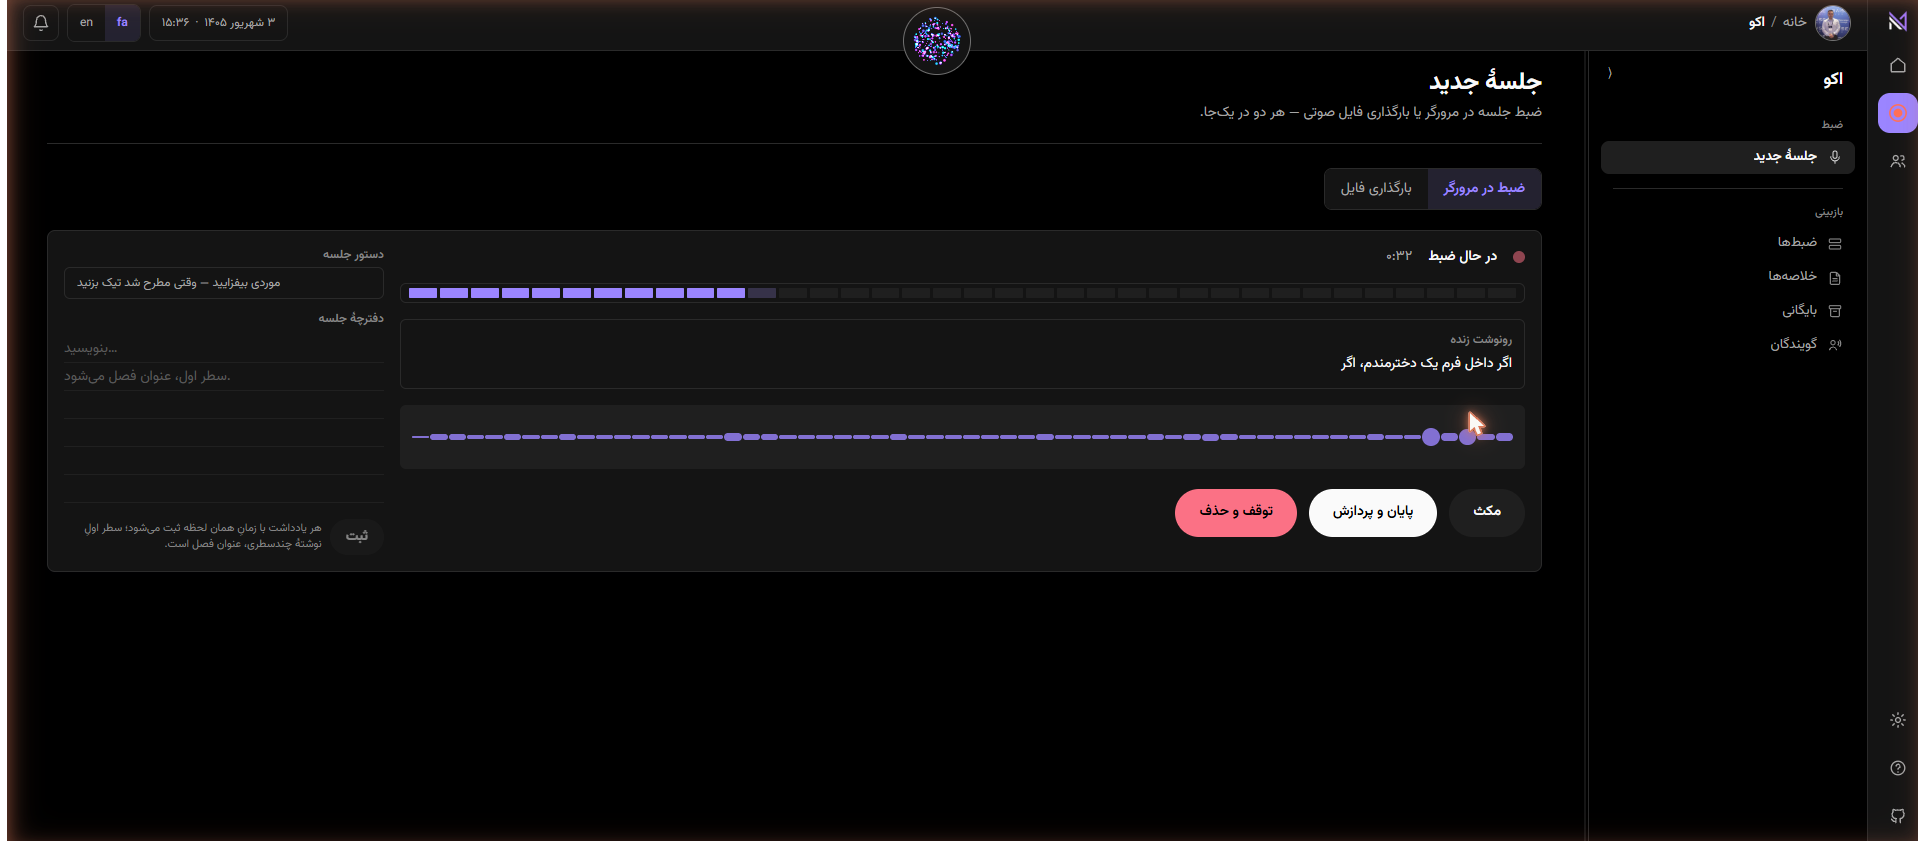 خانه / اکو
۳ شهریور ۱۴۰۵ · ۱۵:۳۶
fa
en
اکو
ضبط
جلسهٔ جدید
بازبینی
ضبط‌ها
خلاصه‌ها
بایگانی
گویندگان
جلسهٔ جدید
ضبط جلسه در مرورگر یا بارگذاری فایل صوتی — هر دو در یک‌جا.
ضبط در مرورگر
بارگذاری فایل
در حال ضبط ۰:۳۲
رونوشت زنده
اگر داخل فرم یک دخترمندم، اگر
مکث
پایان و پردازش
توقف و حذف
دستور جلسه
موردی بیفزایید — وقتی مطرح شد تیک بزنید
دفترچهٔ جلسه
بنویسید…
سطر اول، عنوان فصل می‌شود.
ثبت
هر یادداشت با زمانِ همان لحظه ثبت می‌شود؛ سطر اولِ
نوشتهٔ چندسطری، عنوان فصل است.